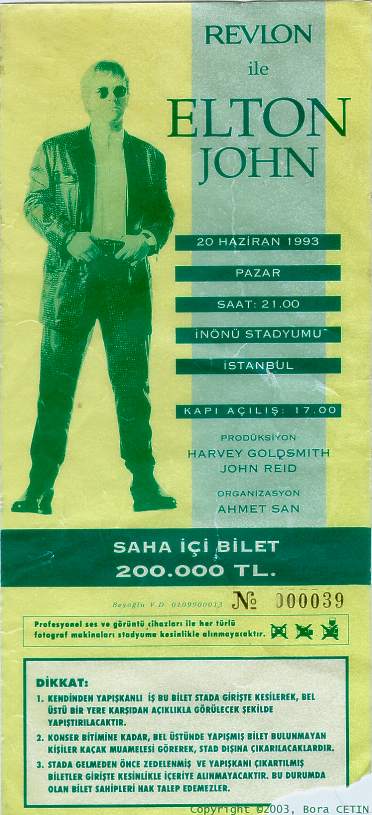 REVLON
ile
ELTON
JOHN
20 HAZİRAN 1993
PAZAR
SAAT: 21.00
İNÖNÜ STADYUMU
İSTANBUL
KAPI AÇILIŞ: 17.00
PRODÜKSİYON
HARVEY GOLDSMITH
JOHN REID
ORGANIZASYON
AHMET SAN
SAHA İÇİ BİLET
200.000 TL.
Beyoğlu V.D. 0109900013 № 000039
Profesyonel ses ve görüntü cihazları ile her türlü
fotograf makinaları stadyuma kesinlikle alınmayacaktır.
DİKKAT:
1. KENDİNDEN YAPIŞKANLI İŞ BU BİLET STADA GİRİŞTE KESİLEREK, BEL
ÜSTÜ BİR YERE KARŞIDAN AÇIKLIKLA GÖRÜLECEK ŞEKİLDE
YAPIŞTIRILACAKTIR.
2. KONSER BİTİMİNE KADAR, BEL ÜSTÜNDE YAPIŞMIŞ BİLET BULUNMAYAN
KİŞİLER KAÇAK MUAMELESİ GÖREREK, STAD DIŞINA ÇIKARILACAKLARDIR.
3. STADA GELMEDEN ÖNCE ZEDELENMİŞ VE YAPIŞKANI ÇIKARTILMIŞ
BİLETLER GİRİŞTE KESİNLİKLE İÇERİYE ALINMAYACAKTIR. BU DURUMDA
OLAN BİLET SAHİPLERİ HAK TALEP EDEMEZLER.
Copyright ©2003, Bora CETIN